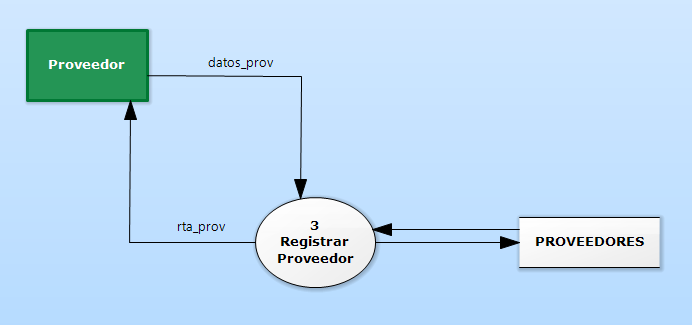 Proveedor
datos_prov
rta_prov
3
Registrar
Proveedor
PROVEEDORES